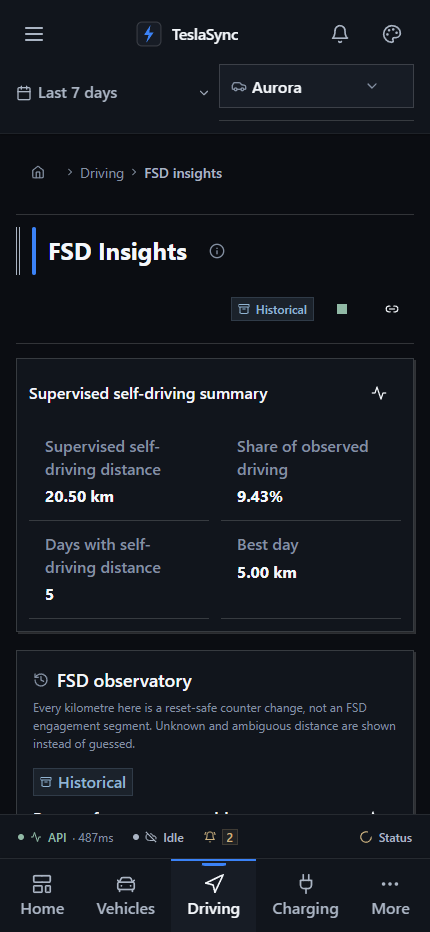 TeslaSync
Last 7 days
Aurora
Driving
FSD insights
FSD Insights
Historical
Supervised self-driving summary
Supervised self-
driving distance
20.50 km
Share of observed
driving
9.43%
Days with self-
driving distance
5
Best day
5.00 km
FSD observatory
Every kilometre here is a reset-safe counter change, not an FSD
engagement segment. Unknown and ambiguous distance are shown
instead of guessed.
Historical
API · 487ms
Idle
2
Status
Home
Vehicles
Driving
Charging
More